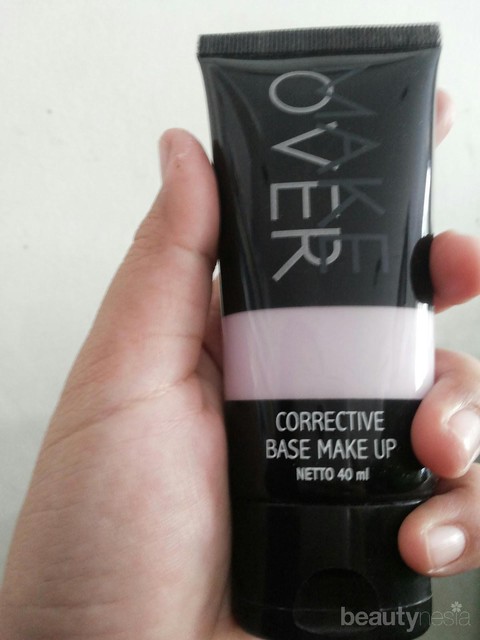 MAKE
OVER
CORRECTIVE
BASE MAKE UP
NETTO 40 ml
beautynesia